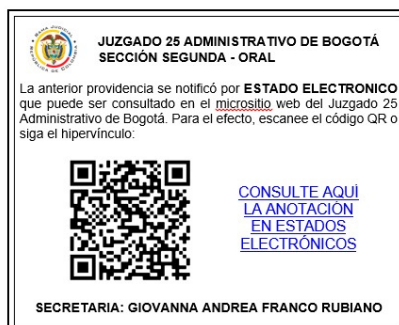 JUZGADO 25 ADMINISTRATIVO DE BOGOTÁ
SECCIÓN SEGUNDA - ORAL
La anterior providencia se notificó por ESTADO ELECTRONICO
que puede ser consultado en el micrositio web del Juzgado 25
Administrativo de Bogotá. Para el efecto, escanee el código QR o
siga el hipervínculo:
CONSULTE AQUÍ
LA ANOTACIÓN
EN ESTADOS
ELECTRÓNICOS
SECRETARIA: GIOVANNA ANDREA FRANCO RUBIANO